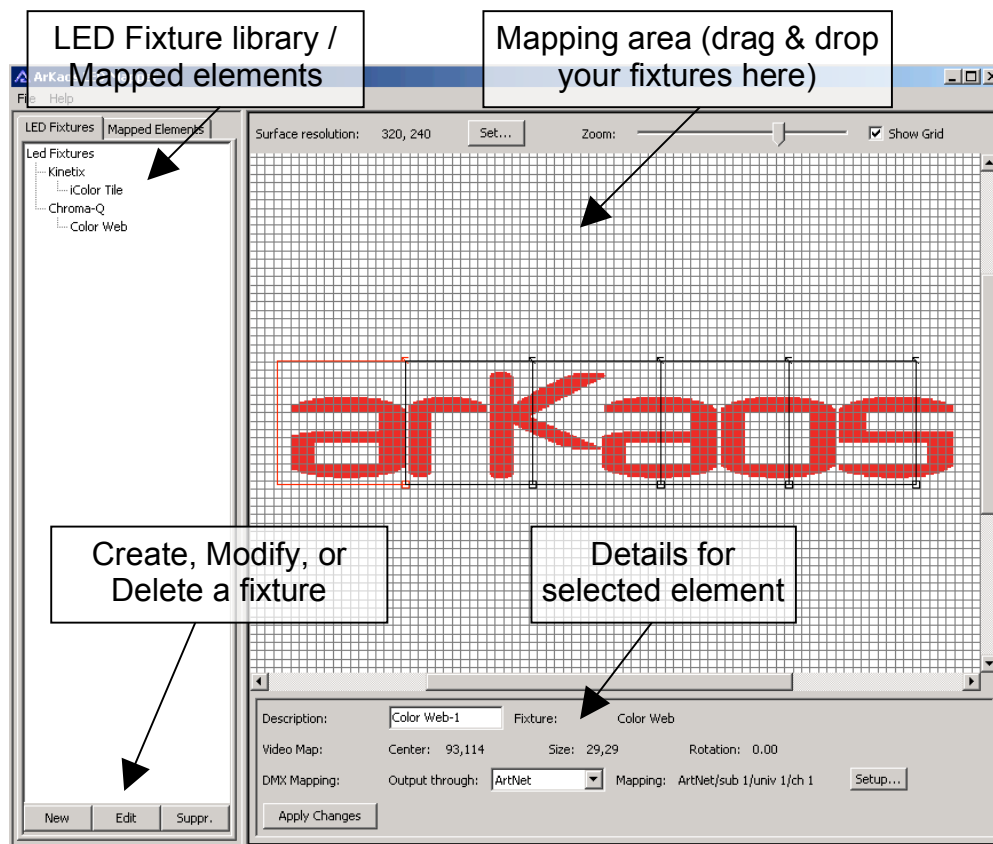 LED Fixture library /
Mapped elements
Mapping area (drag & drop
your fixtures here)
File Help
LED Fixtures Mapped Elements
Surface resolution: 320, 240 Set... Zoom: Show Grid
Led Fixtures
Kinetix
iColor Tile
Chroma-Q
Color Web
arkaos
Create, Modify, or
Delete a fixture
Details for
selected element
Description: Color Web-1 Fixture: Color Web
Video Map: Center: 93,114 Size: 29,29 Rotation: 0.00
DMX Mapping: Output through: ArtNet Mapping: ArtNet/sub 1/univ 1/ch 1 Setup...
New Edit Suppr. Apply Changes